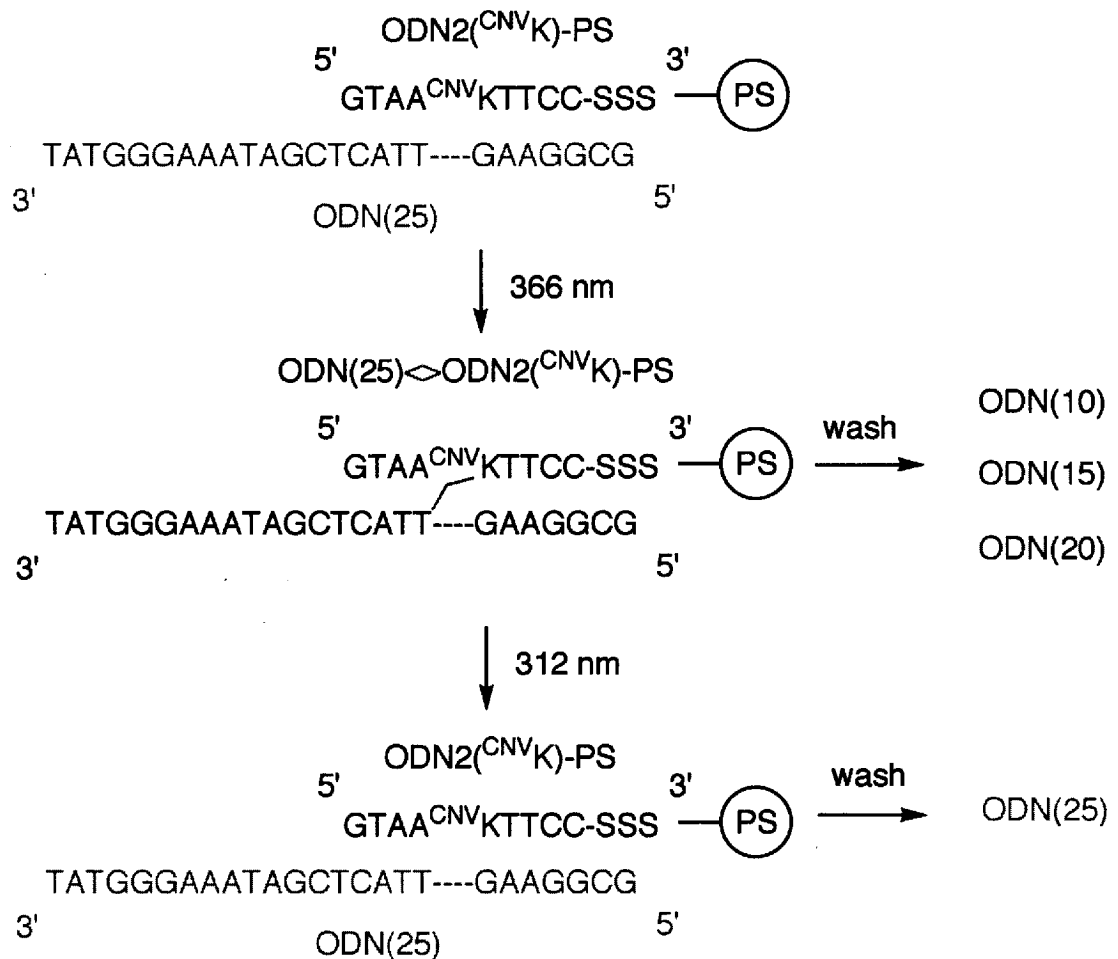 ODN2(CNVK)-PS
5' 3'
GTAACNVKTTCC-SSS PS
TATGGGAAATAGCTCATT----GAAGGCG
3' 5'
ODN(25)
366 nm
ODN(25)<>ODN2(CNVK)-PS
5' 3'
GTAACNVKTTCC-SSS PS
wash
ODN(10)
ODN(15)
ODN(20)
TATGGGAAATAGCTCATT----GAAGGCG
3' 5'
312 nm
ODN2(CNVK)-PS
5' 3'
GTAACNVKTTCC-SSS PS
wash
ODN(25)
TATGGGAAATAGCTCATT----GAAGGCG
3' 5'
ODN(25)